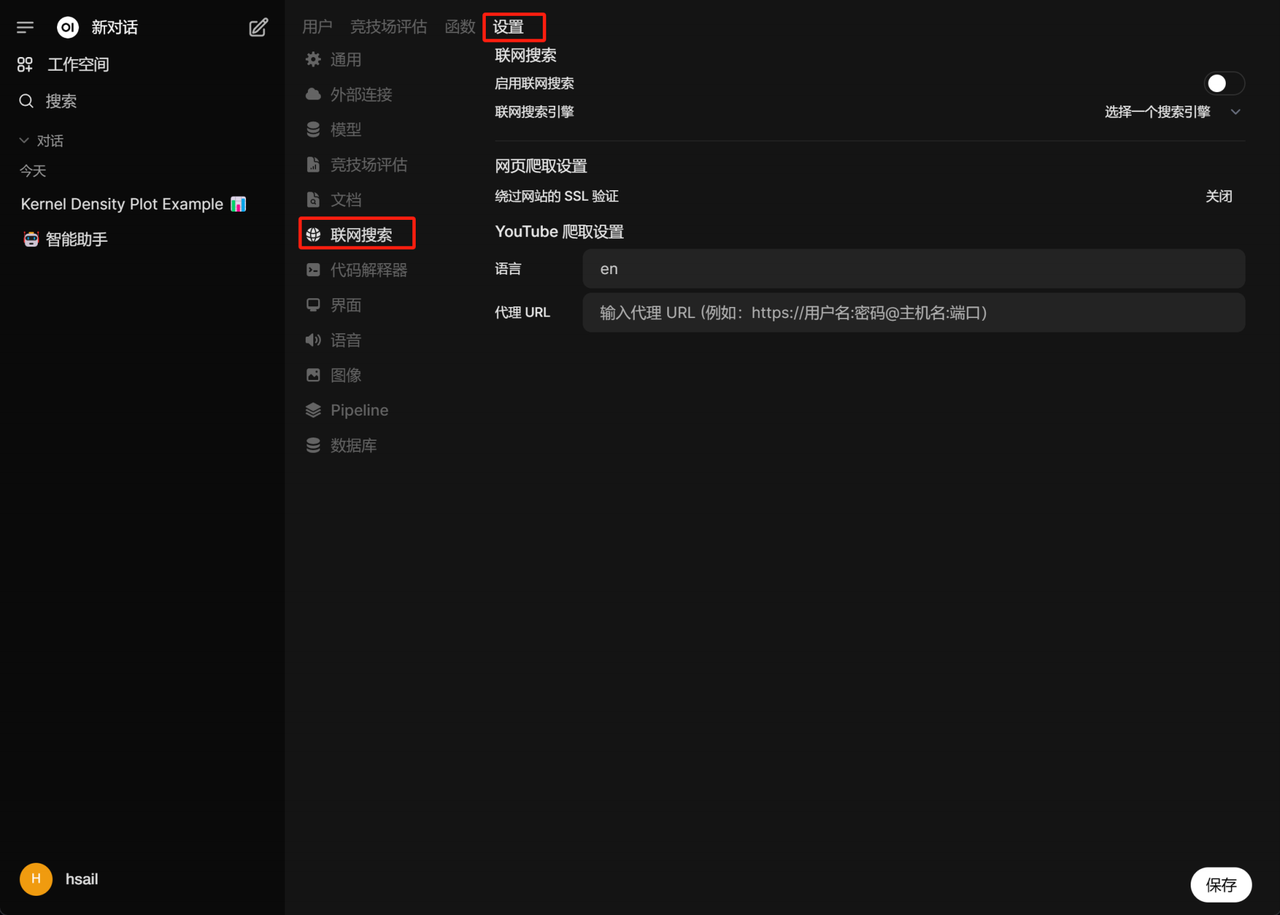 OI 新对话
工作空间
搜索
对话
今天
Kernel Density Plot Example
智能助手
H hsail
用户 竞技场评估 函数 设置
通用
外部连接
模型
竞技场评估
文档
联网搜索
代码解释器
界面
语音
图像
Pipeline
数据库
联网搜索
启用联网搜索
联网搜索引擎 选择一个搜索引擎
网页爬取设置
绕过网站的 SSL 验证 关闭
YouTube 爬取设置
语言 en
代理 URL 输入代理 URL (例如：https://用户名:密码@主机名:端口)
保存